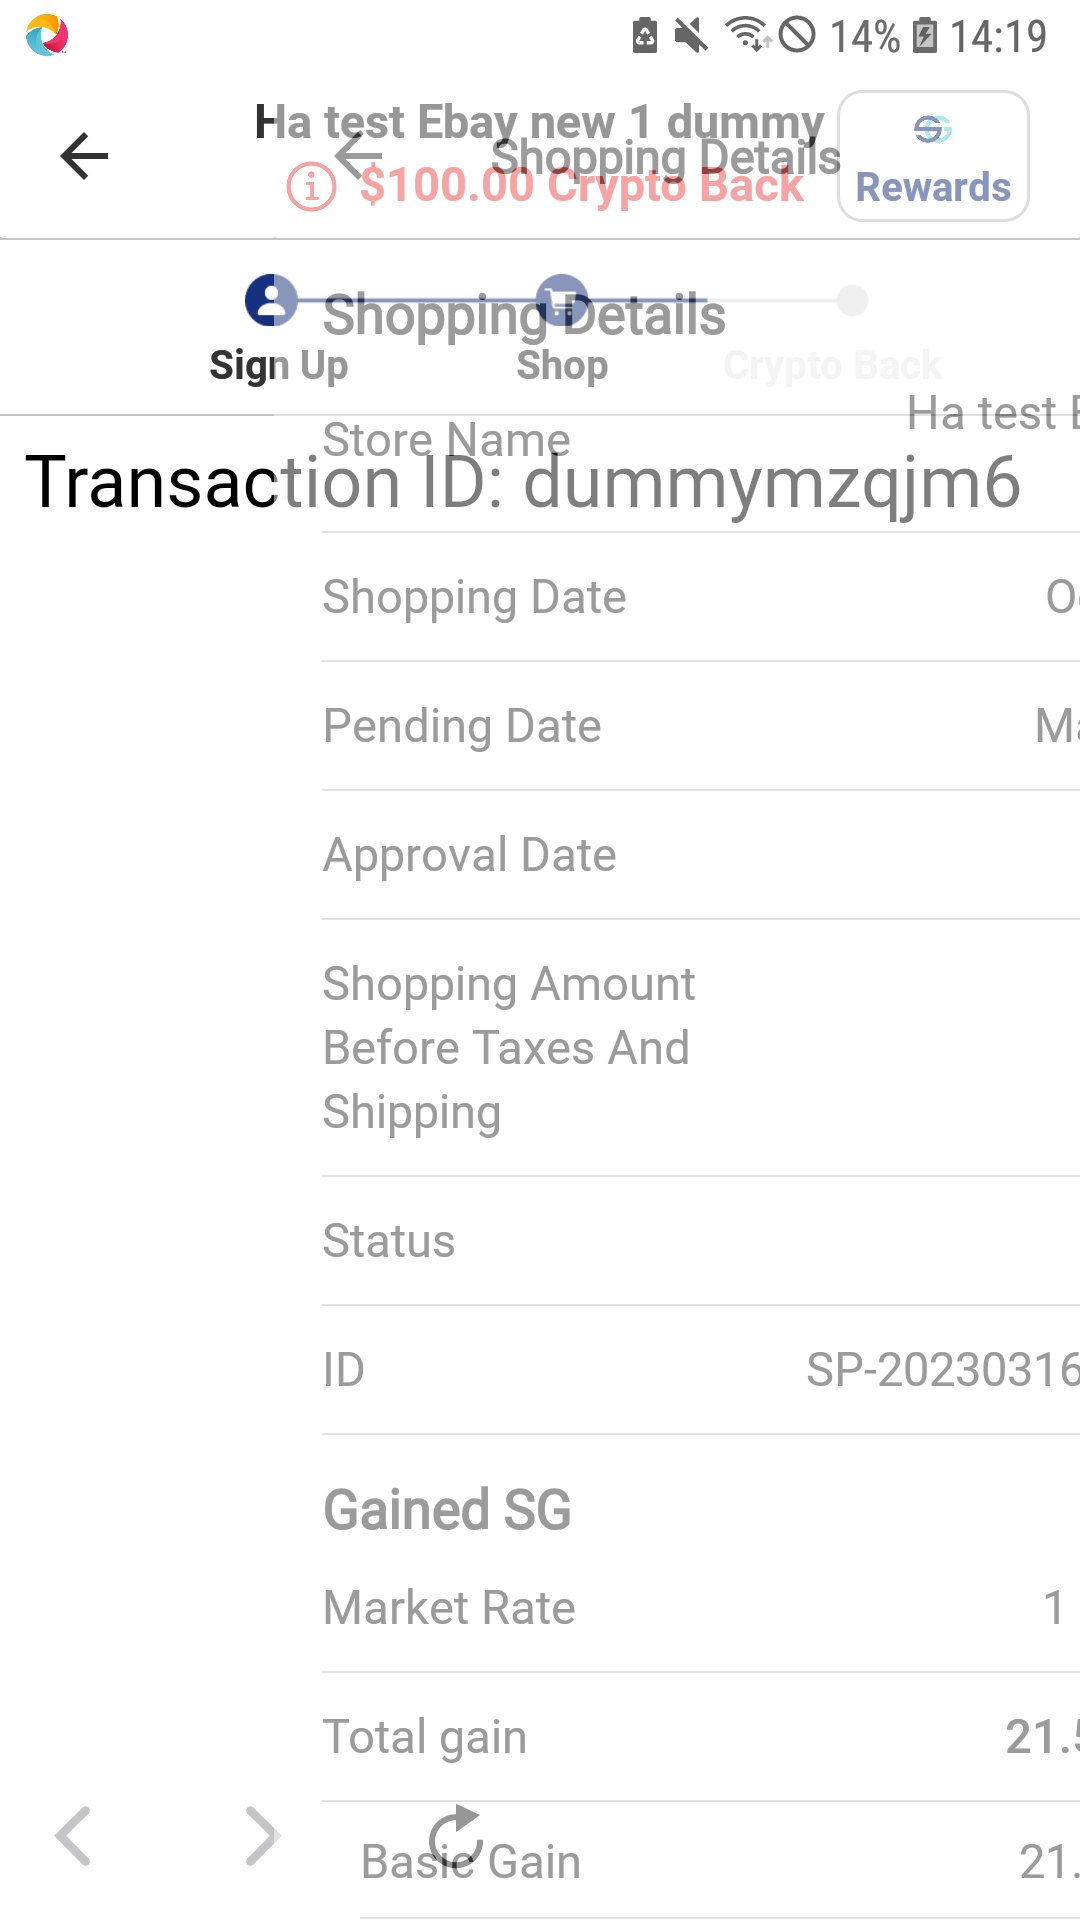 14% 14:19
Ha test Ebay new 1 dummy
Shopping Details
$100.00 Crypto Back
Rewards
Shopping Details
Sign Up Shop Crypto Back
Store Name Ha test
Transaction ID: dummymzqjm6
Shopping Date
Pending Date
Approval Date
Shopping Amount
Before Taxes And
Shipping
Status
ID SP-20230316
Gained SG
Market Rate 1
Total gain 21.5
Basic Gain 21.